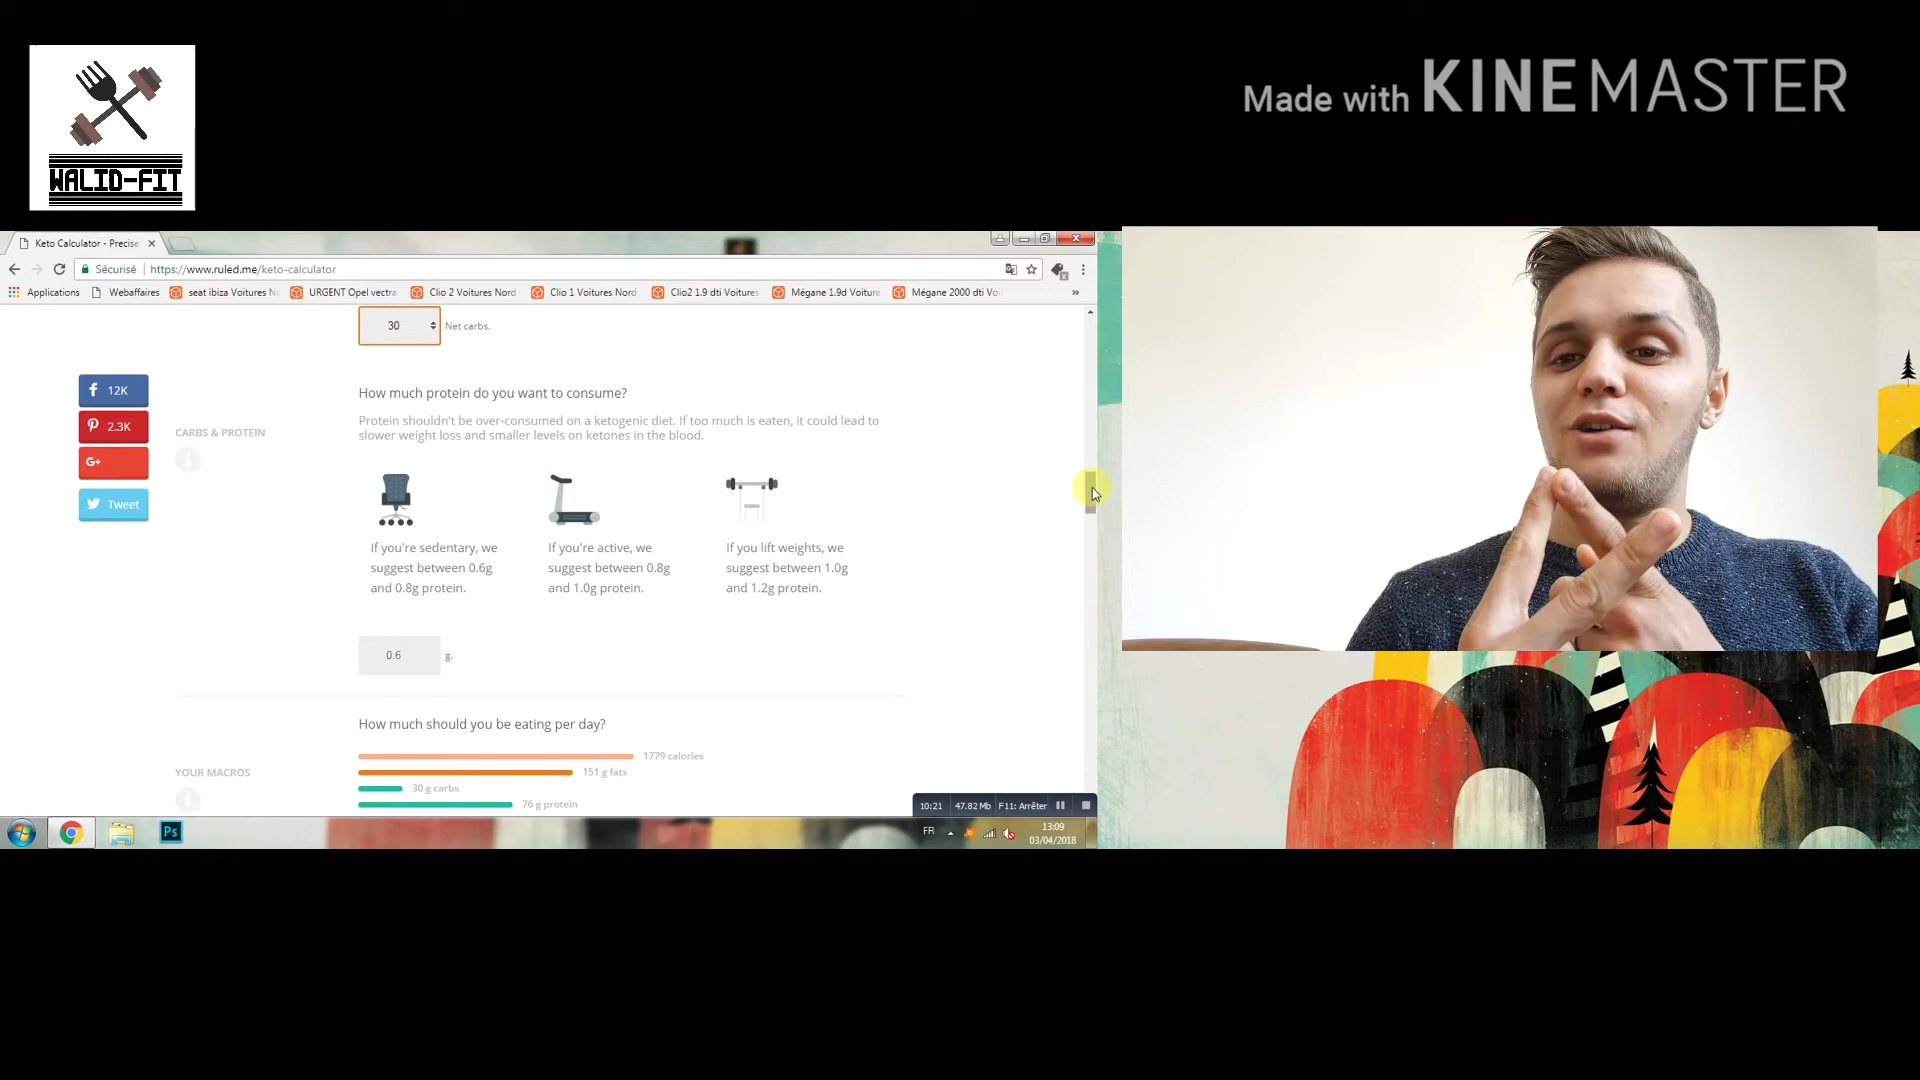 Made with KINEMASTER
WALID-FIT
Keto Calculator - Precise
Sécurisé https://www.ruled.me/keto-calculator
Applications Webaffaires seat ibiza Voitures N URGENT Opel vectra Clio 2 Voitures Nord Clio 1 Voitures Nord Clio2 1.9 dti Voitures Mégane 1.9d Voiture Mégane 2000 dti Voi »
30 Net carbs.
12K
2.3K
G+
Tweet
CARBS & PROTEIN
How much protein do you want to consume?
Protein shouldn't be over-consumed on a ketogenic diet. If too much is eaten, it could lead to
slower weight loss and smaller levels on ketones in the blood.
If you're sedentary, we
suggest between 0.6g
and 0.8g protein.
If you're active, we
suggest between 0.8g
and 1.0g protein.
If you lift weights, we
suggest between 1.0g
and 1.2g protein.
0.6 g.
How much should you be eating per day?
YOUR MACROS
1779 calories
151 g fats
30 g carbs
76 g protein
10:21 47.82 Mb F11: Arrêter
Ps
FR
13:09
03/04/2018